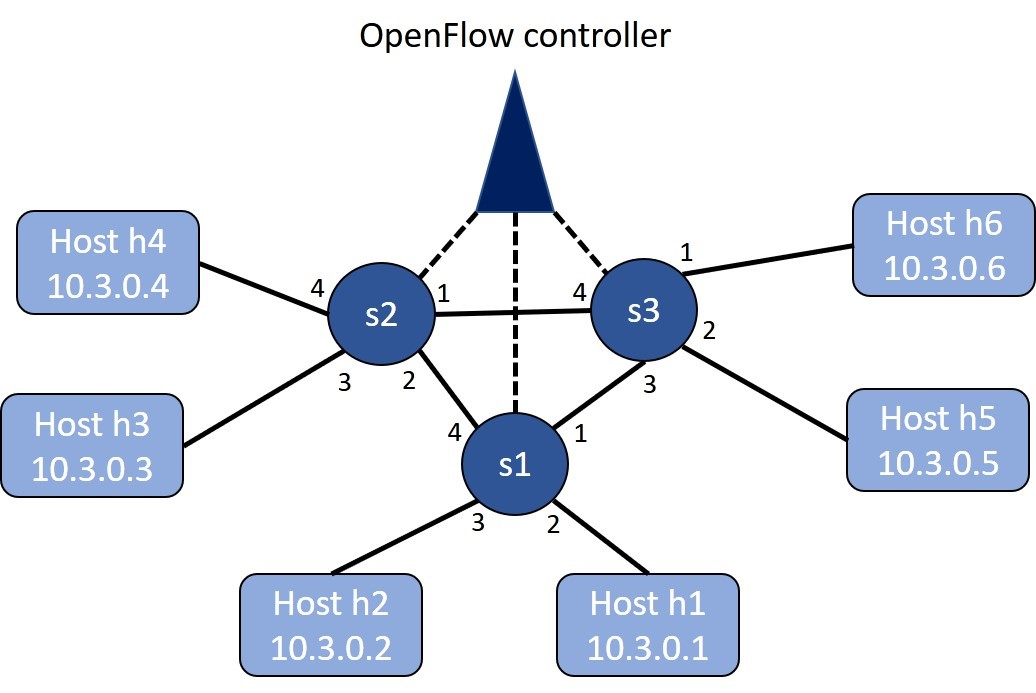 OpenFlow controller
Host h4
10.3.0.4
Host h6
10.3.0.6
4
s2
1
4
s3
1
2
3
2
3
Host h3
10.3.0.3
Host h5
10.3.0.5
4
s1
1
3
2
Host h2
10.3.0.2
Host h1
10.3.0.1